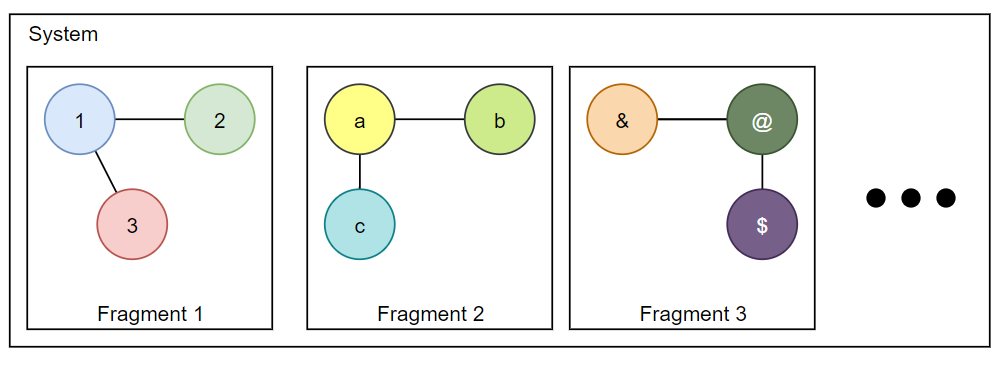 System
1
2
3
Fragment 1
a
b
c
Fragment 2
&
@
$
Fragment 3